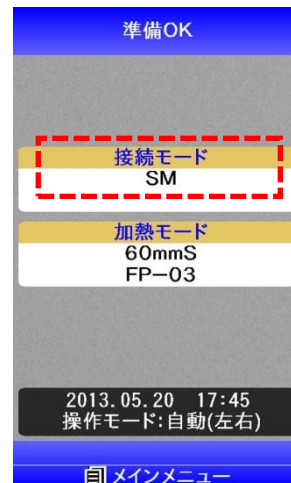 準備OK
接続モード
SM
加熱モード
60mmS
FP-03
2013.05.20 17:45
操作モード:自動(左右)
メインメニュー